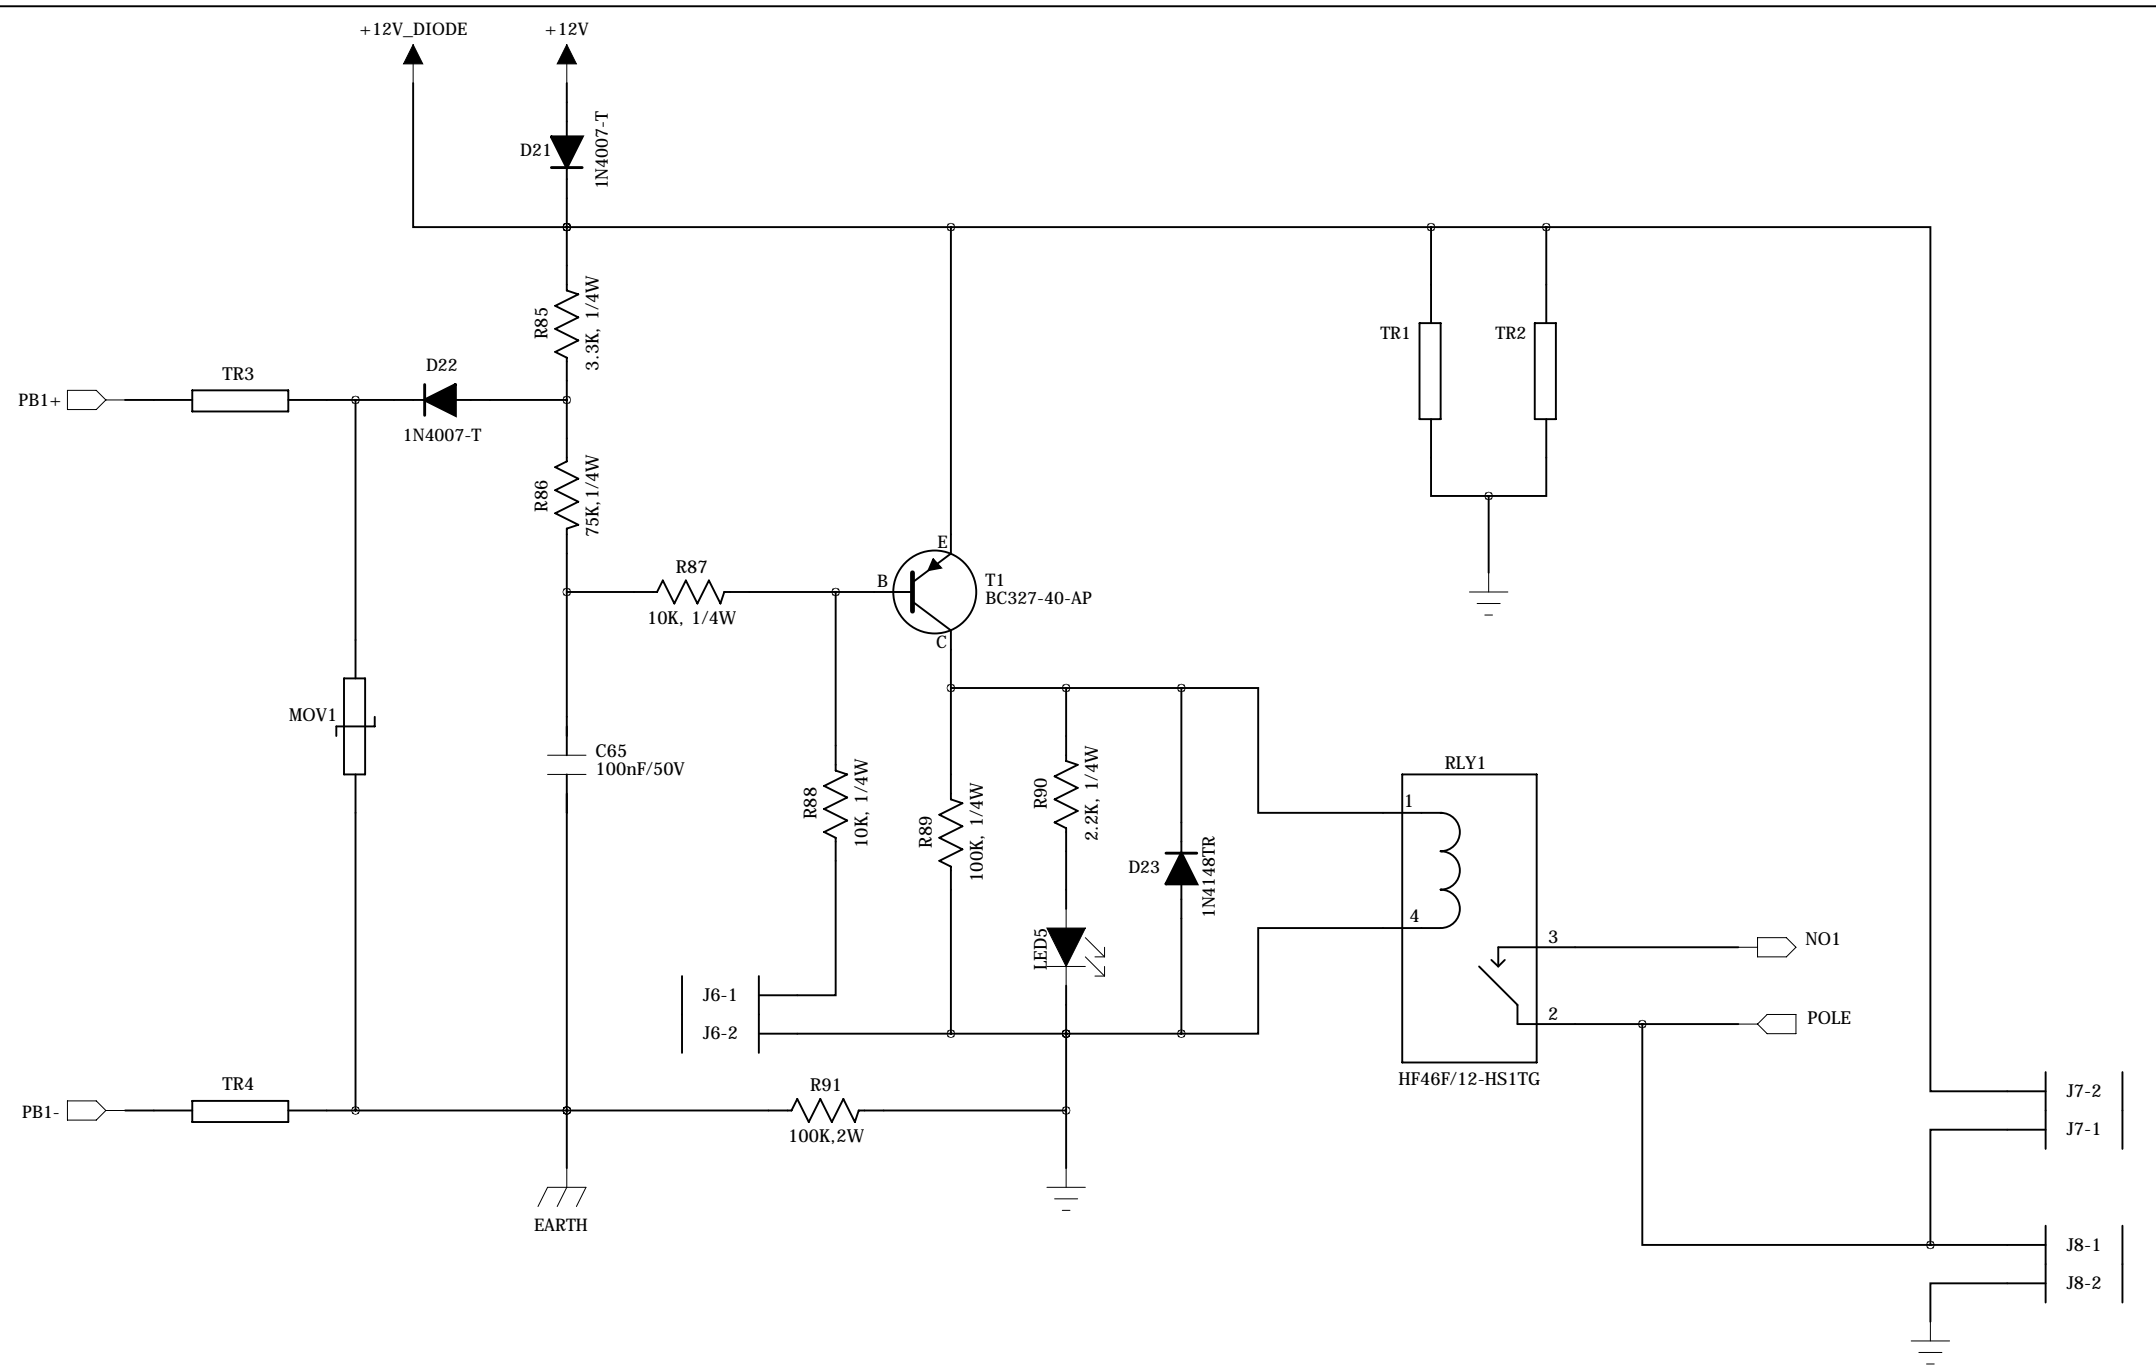 +12V_DIODE
+12V
D21
1N4007-T
R85
3.3K, 1/4W
TR1
TR2
D22
TR3
PB1+
1N4007-T
R86
75K,1/4W
E
R87
B
T1
BC327-40-AP
10K, 1/4W
C
MOV1
C65
100nF/50V
R88
10K, 1/4W
R89
100K, 1/4W
R90
2.2K, 1/4W
RLY1
1
D23
1N4148TR
4
LED5
3
NO1
J6-1
J6-2
2
POLE
HF46F/12-HS1TG
TR4
R91
PB1-
100K,2W
J7-2
J7-1
EARTH
J8-1
J8-2